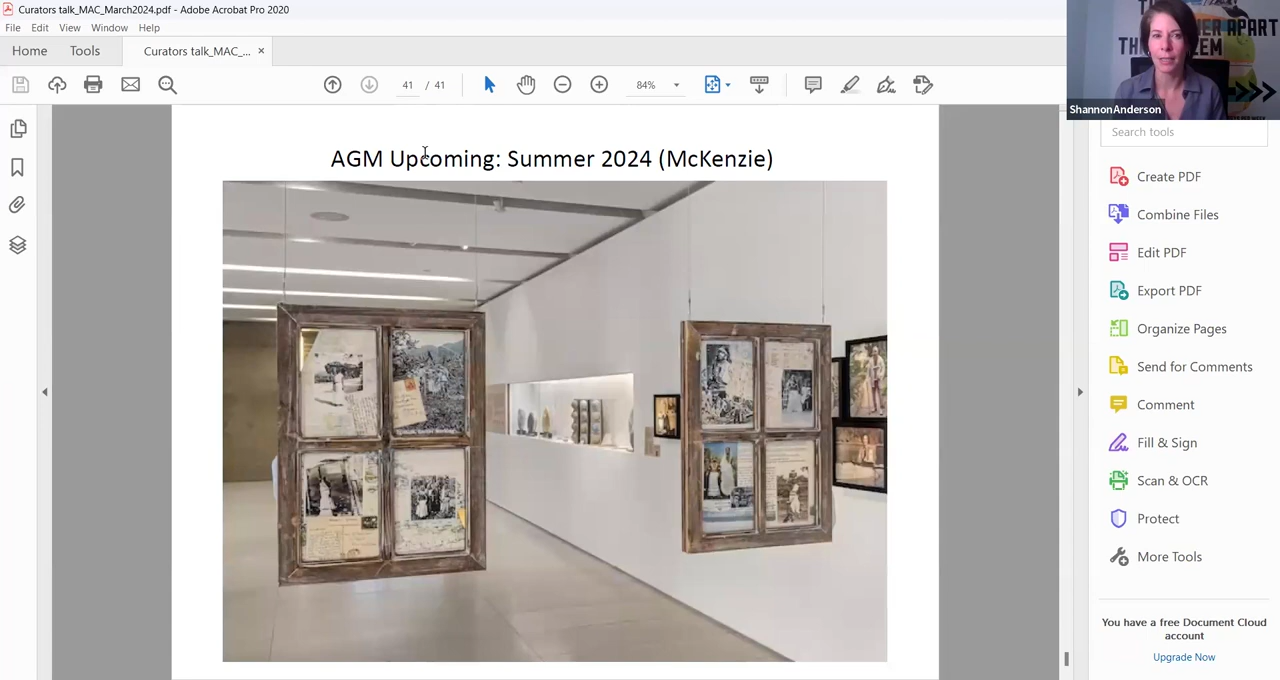 Curators talk_MAC_March2024.pdf - Adobe Acrobat Pro 2020
File Edit View Window Help
Home Tools Curators talk_MAC_... ×
41 / 41 84%
Shannon Anderson
AGM Upcoming: Summer 2024 (McKenzie)
Search tools
Create PDF
Combine Files
Edit PDF
Export PDF
Organize Pages
Send for Comments
Comment
Fill & Sign
Scan & OCR
Protect
More Tools
You have a free Document Cloud
account
Upgrade Now